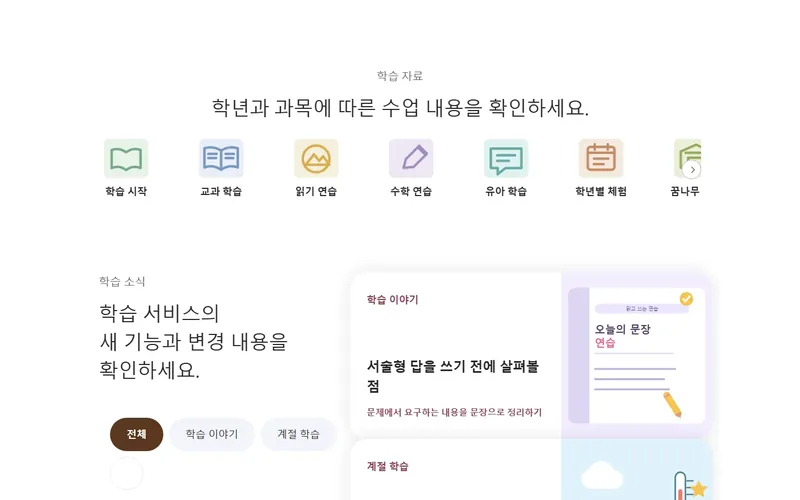 학습 자료
학년과 과목에 따른 수업 내용을 확인하세요.
학습 시작
교과 학습
읽기 연습
수학 연습
유아 학습
학년별 체험
꿈나무
학습 소식
학습 서비스의
새 기능과 변경 내용을
확인하세요.
전체
학습 이야기
계절 학습
학습 이야기
서술형 답을 쓰기 전에 살펴볼
점
문제에서 요구하는 내용을 문장으로 정리하기
읽고 쓰는 연습
오늘의 문장
연습
계절 학습